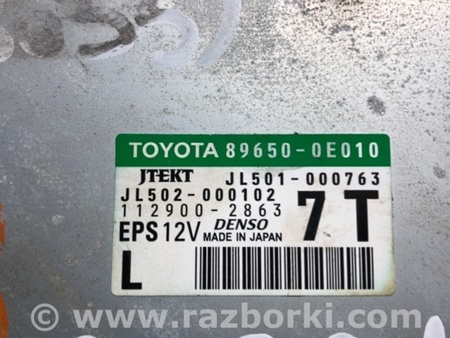 TOYOTA 89650-0E010
JTEKT JL501-000763
JL502-000102
112900-2863 7T
EPS 12V DENSO MADE IN JAPAN
L
www.razborki.com